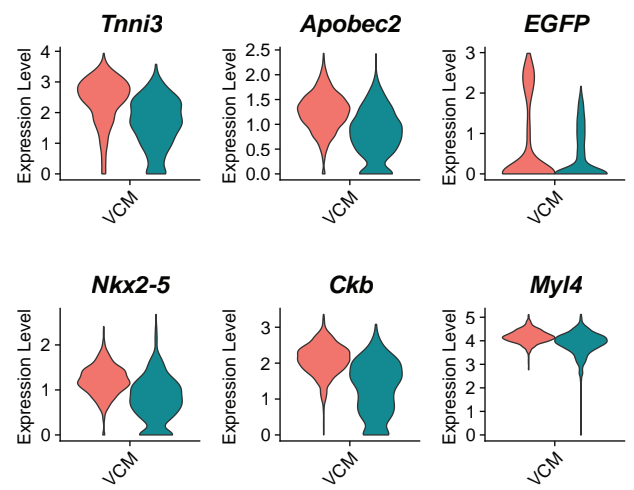 Tnni3 Apobec2 EGFP
Expression Level
4
3
2
1
0
VCM
Expression Level
2.5
2.0
1.5
1.0
0.5
0.0
VCM
Expression Level
3
2
1
0
VCM
Nkx2-5 Ckb Myl4
Expression Level
2
1
0
VCM
Expression Level
3
2
1
0
VCM
Expression Level
5
4
3
2
1
0
VCM